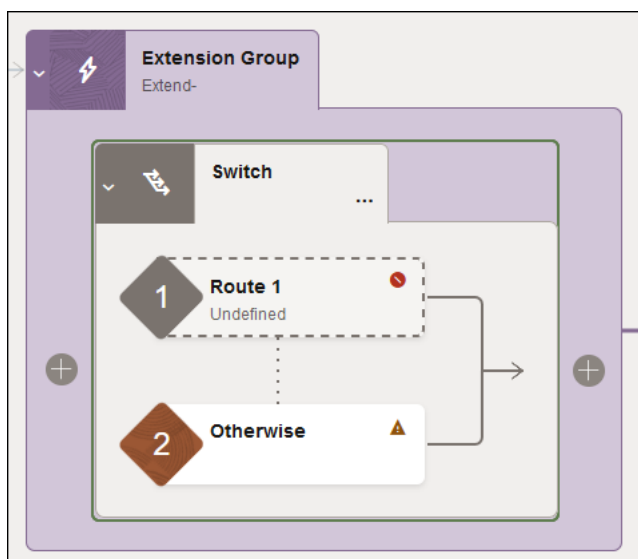 Extension Group
Extend-
Switch
...
1
Route 1
Undefined
2
Otherwise